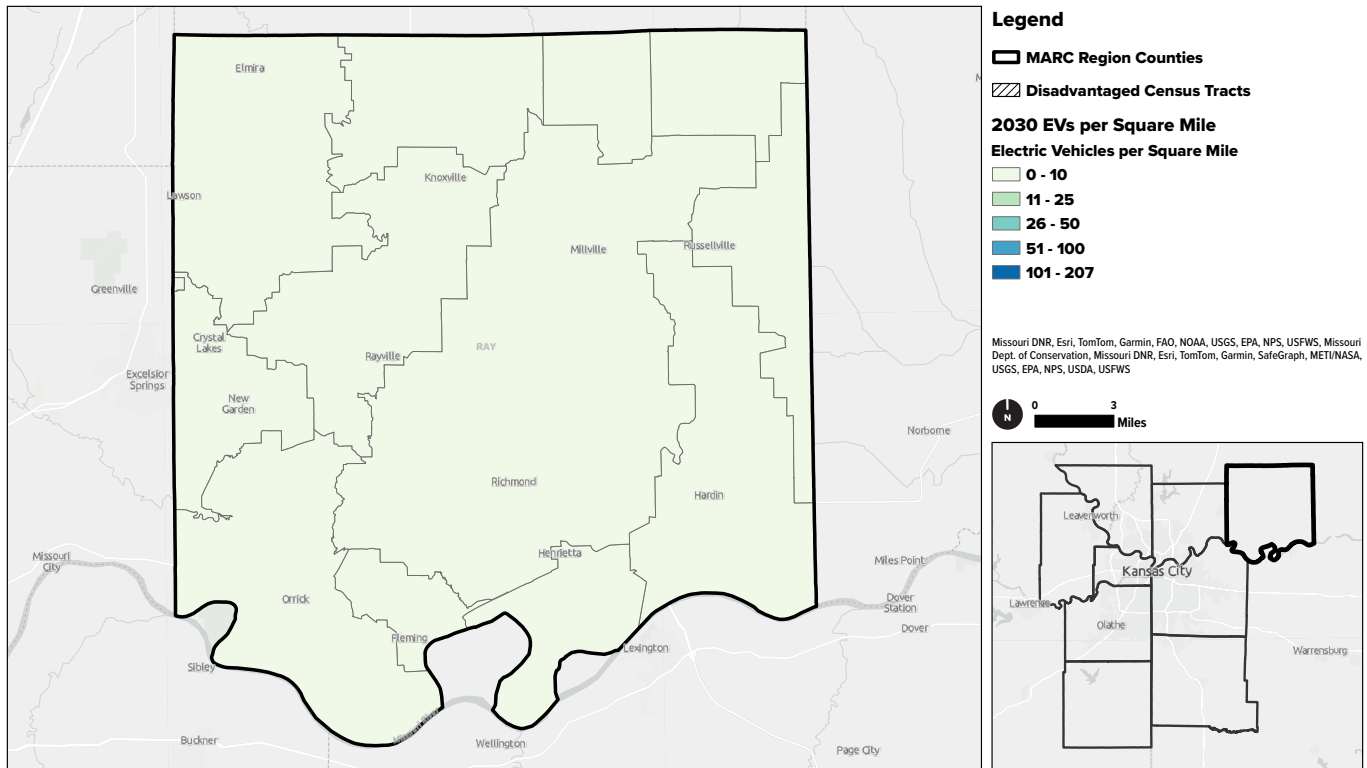 Elmira
Lawson
Knoxville
Millville
Russellville
Greenville
Crystal
Lakes
Rayville
RAY
Excelsior
Springs
New
Garden
Norborne
Richmond
Hardin
Missouri
City
Henrietta
Miles Point
Orrick
Dover
Station
Dover
Fleming
Lexington
Sibley
Missouri River
Buckner
Wellington
Page City
Legend
MARC Region Counties
Disadvantaged Census Tracts
2030 EVs per Square Mile
Electric Vehicles per Square Mile
0 - 10
11 - 25
26 - 50
51 - 100
101 - 207
Missouri DNR, Esri, TomTom, Garmin, FAO, NOAA, USGS, EPA, NPS, USFWS, Missouri
Dept. of Conservation, Missouri DNR, Esri, TomTom, Garmin, SafeGraph, METI/NASA,
USGS, EPA, NPS, USDA, USFWS
N
0 3
Miles
Leavenworth
Kansas City
Lawrence
Olathe
Warrensburg